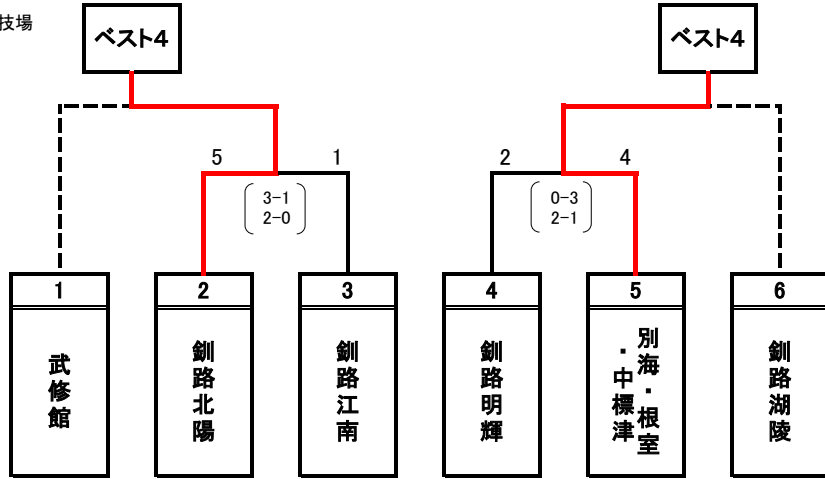 技場
ベスト4
ベスト4
5
1
2
4
3-1
2-0
0-3
2-1
1
2
3
4
5
6
武修館
釧路北陽
釧路江南
釧路明輝
別海・根室
・中標津
釧路湖陵